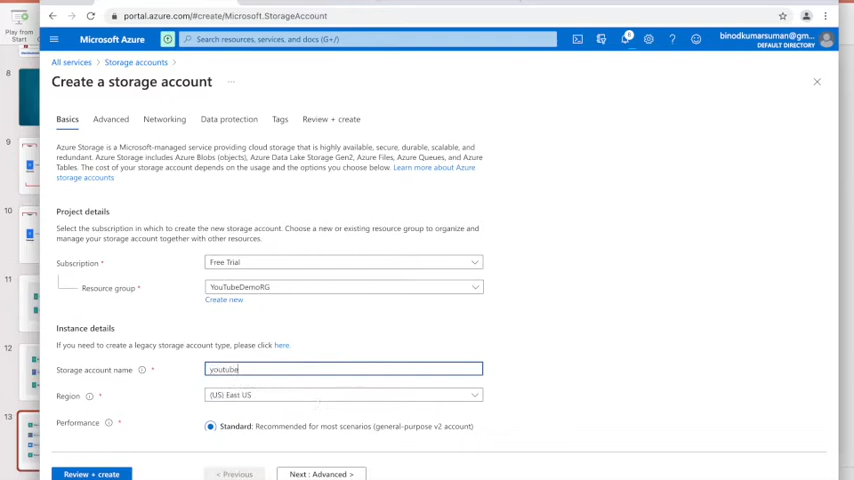 portal.azure.com/#create/Microsoft.StorageAccount
Play from
Start
Microsoft Azure
Search resources, services, and docs (G+/)
binodkumarsuman@gm...
DEFAULT DIRECTORY
All services > Storage accounts >
Create a storage account ...
Basics Advanced Networking Data protection Tags Review + create
Azure Storage is a Microsoft-managed service providing cloud storage that is highly available, secure, durable, scalable, and
redundant. Azure Storage includes Azure Blobs (objects), Azure Data Lake Storage Gen2, Azure Files, Azure Queues, and Azure
Tables. The cost of your storage account depends on the usage and the options you choose below. Learn more about Azure
storage accounts
Project details
Select the subscription in which to create the new storage account. Choose a new or existing resource group to organize and
manage your storage account together with other resources.
Subscription * Free Trial
Resource group * YouTubeDemoRG
Create new
Instance details
If you need to create a legacy storage account type, please click here.
Storage account name * youtube
Region * (US) East US
Performance * Standard: Recommended for most scenarios (general-purpose v2 account)
Review + create < Previous Next : Advanced >
8
9
10
11
12
13